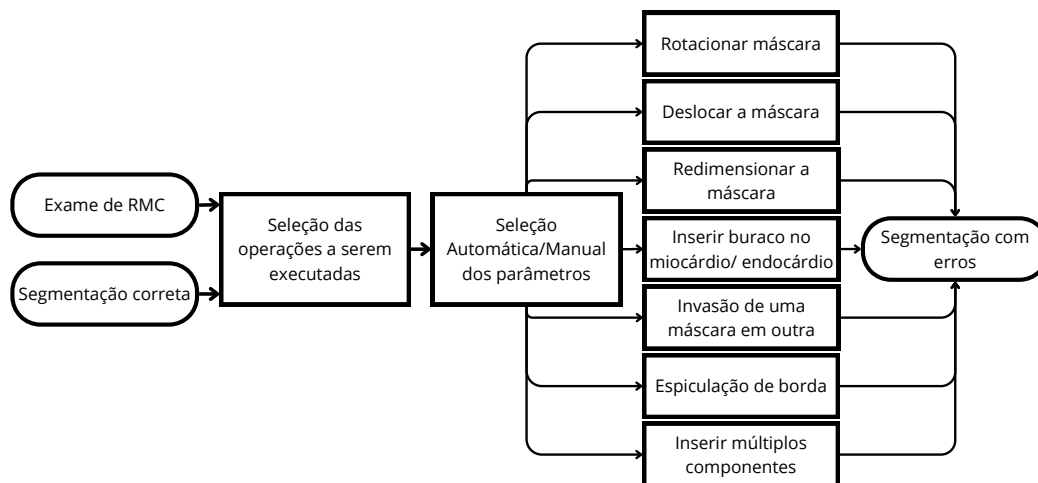 Exame de RMC
Segmentação correta
Seleção das
operações a serem
executadas
Seleção
Automática/Manual
dos parâmetros
Rotacionar máscara
Deslocar a máscara
Redimensionar a
máscara
Inserir buraco no
miocárdio/ endocárdio
Invasão de uma
máscara em outra
Espiculação de borda
Inserir múltiplos
componentes
Segmentação com
erros